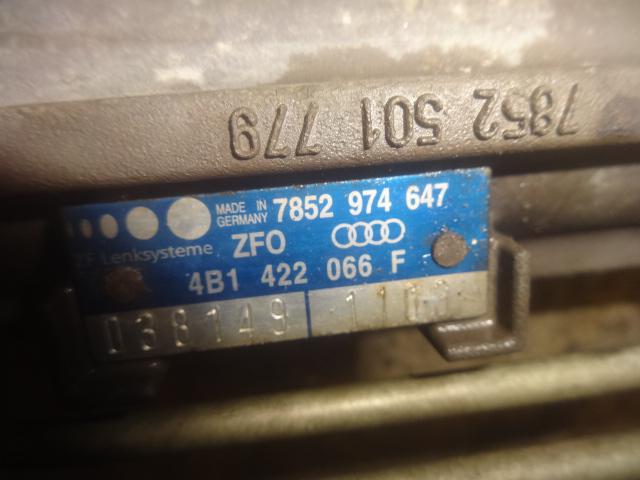 7852 501 779
MADE IN
GERMANY
7852 974 647
ZF Lenksysteme
ZFO
4B1 422 066 F
038149